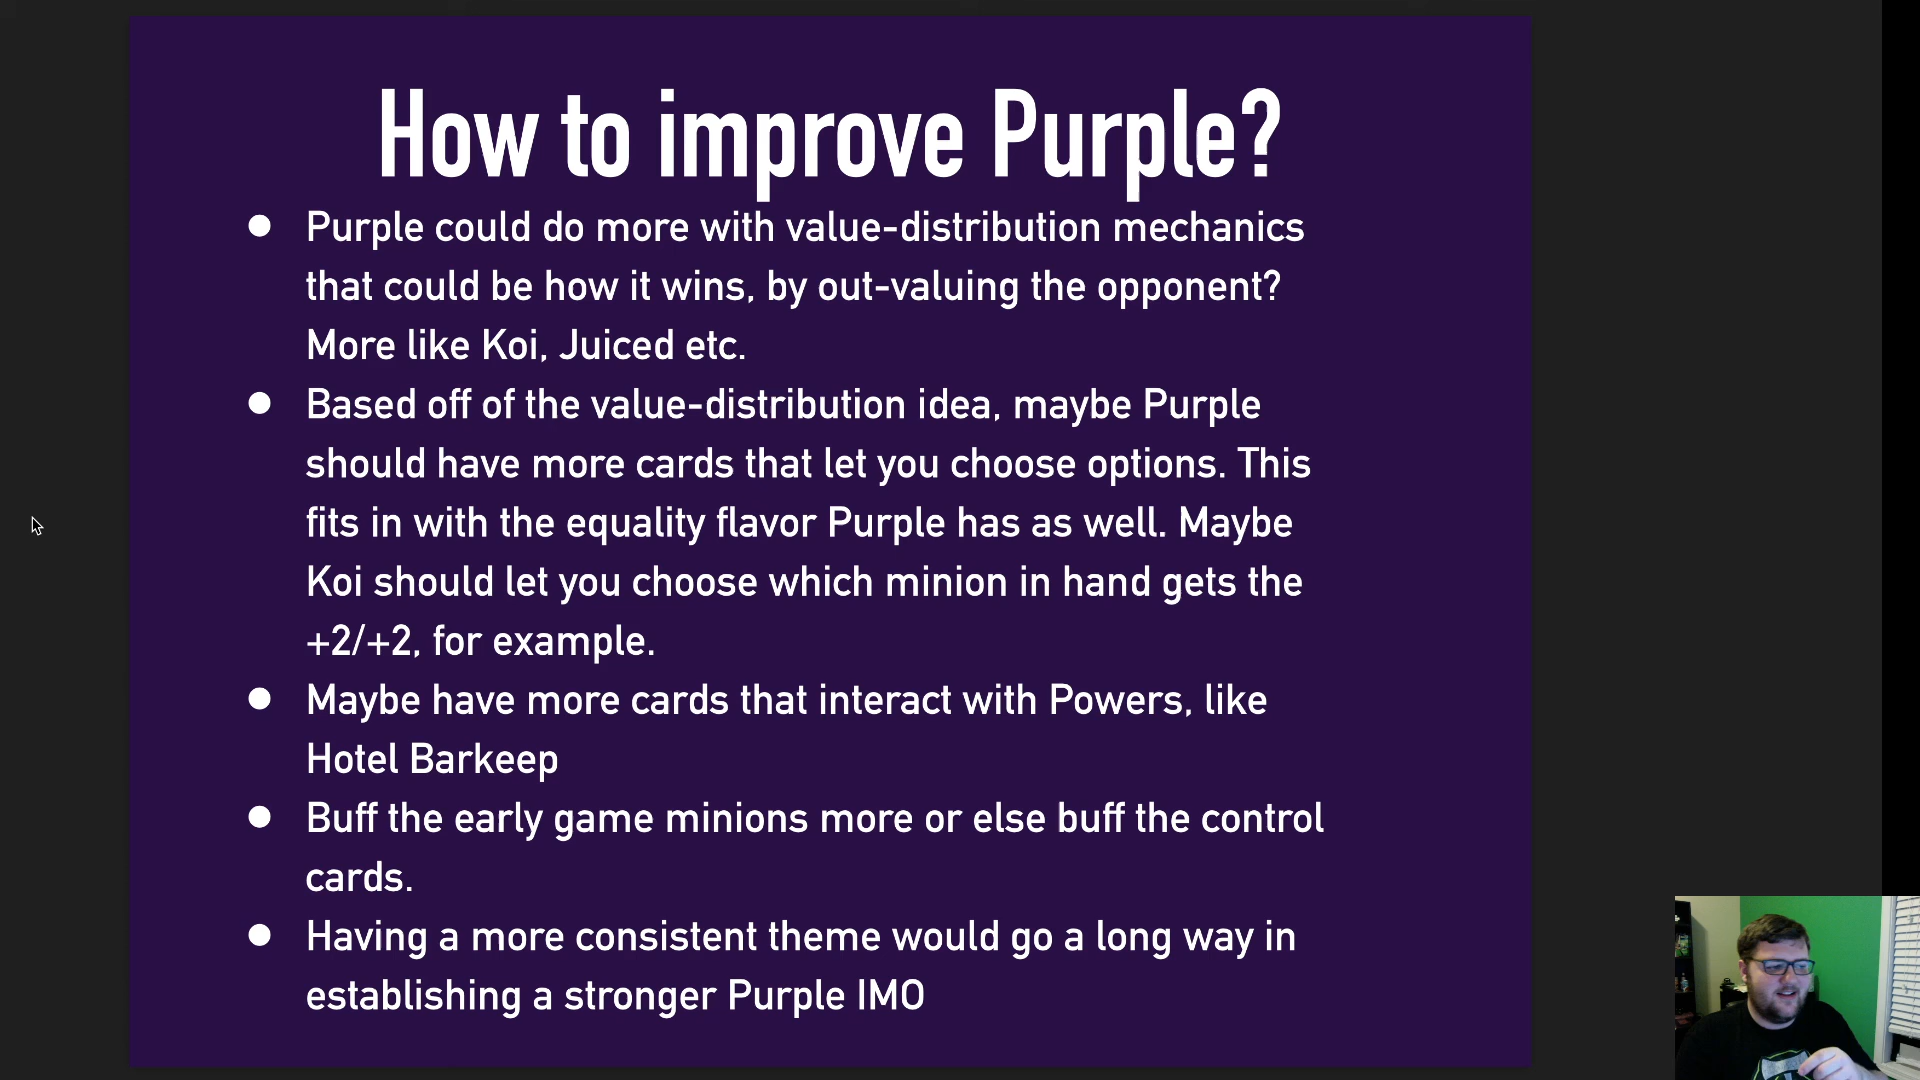 How to improve Purple?
● Purple could do more with value-distribution mechanics
that could be how it wins, by out-valuing the opponent?
More like Koi, Juiced etc.
● Based off of the value-distribution idea, maybe Purple
should have more cards that let you choose options. This
fits in with the equality flavor Purple has as well. Maybe
Koi should let you choose which minion in hand gets the
+2/+2, for example.
● Maybe have more cards that interact with Powers, like
Hotel Barkeep
● Buff the early game minions more or else buff the control
cards.
● Having a more consistent theme would go a long way in
establishing a stronger Purple IMO